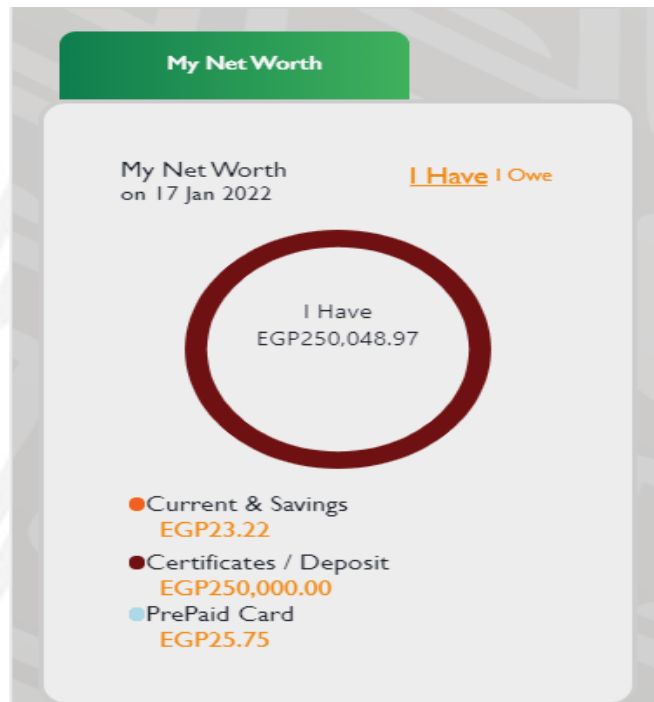 My Net Worth
My Net Worth
on 17 Jan 2022
I Have I Owe
I Have
EGP250,048.97
Current & Savings
EGP23.22
Certificates / Deposit
EGP250,000.00
PrePaid Card
EGP25.75